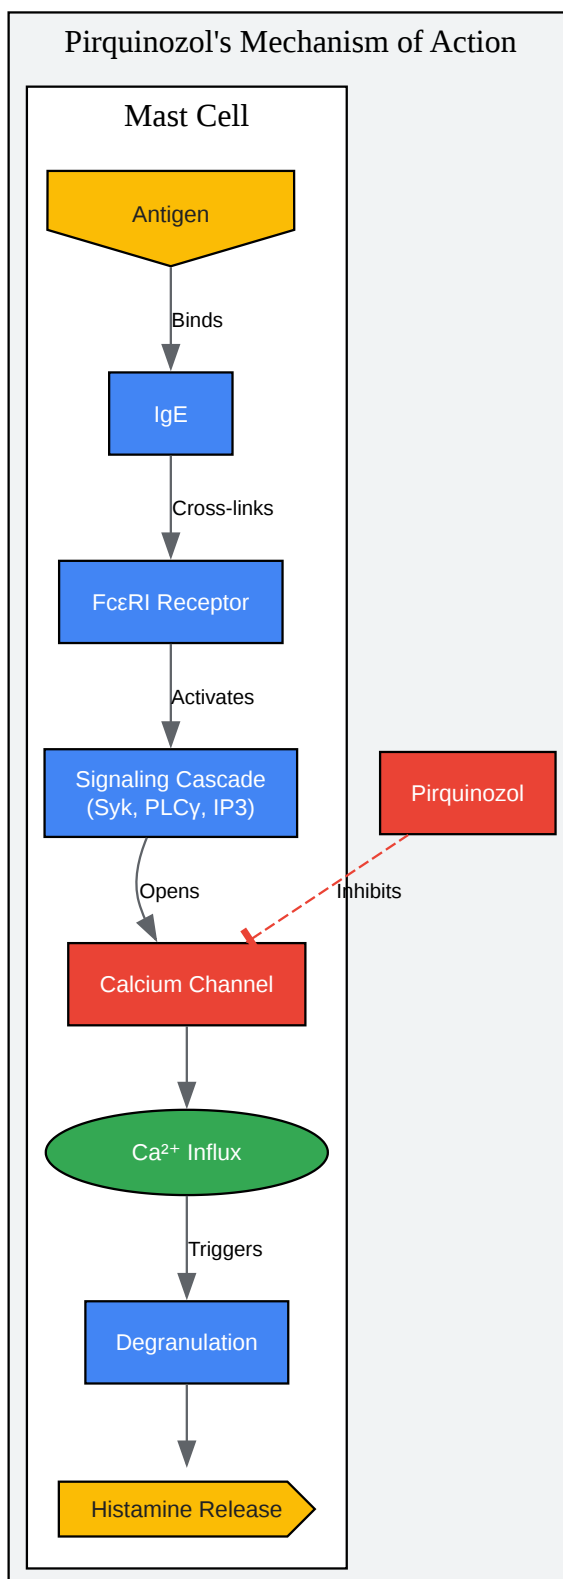 Pirquinozol's Mechanism of Action
Mast Cell
Antigen
Binds
IgE
Cross-links
FcεRI Receptor
Activates
Signaling Cascade
(Syk, PLCγ, IP3)
Pirquinozol
Opens
Inhibits
Calcium Channel
Ca²⁺ Influx
Triggers
Degranulation
Histamine Release